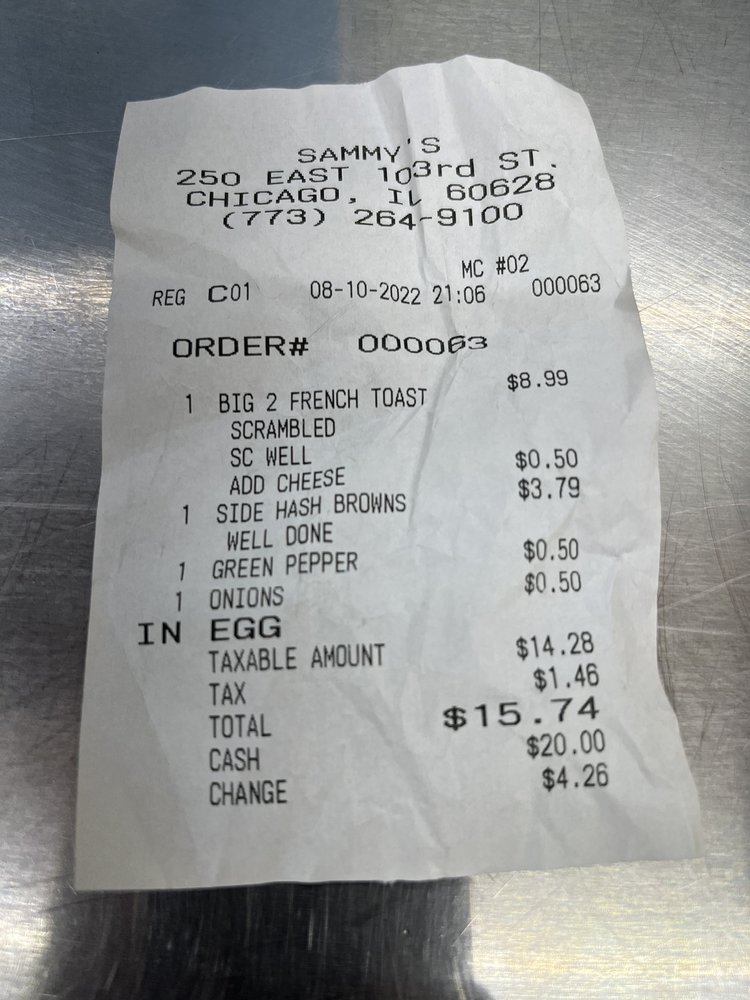 SAMMY'S
250 EAST 103rd ST.
CHICAGO, IL 60628
(773) 264-9100
MC #02
REG C01 08-10-2022 21:06 000063
ORDER# 000063
1 BIG 2 FRENCH TOAST $8.99
SCRAMBLED
SC WELL
ADD CHEESE $0.50
1 SIDE HASH BROWNS $3.79
WELL DONE
1 GREEN PEPPER $0.50
1 ONIONS $0.50
IN EGG
TAXABLE AMOUNT $14.28
TAX $1.46
TOTAL $15.74
CASH $20.00
CHANGE $4.26